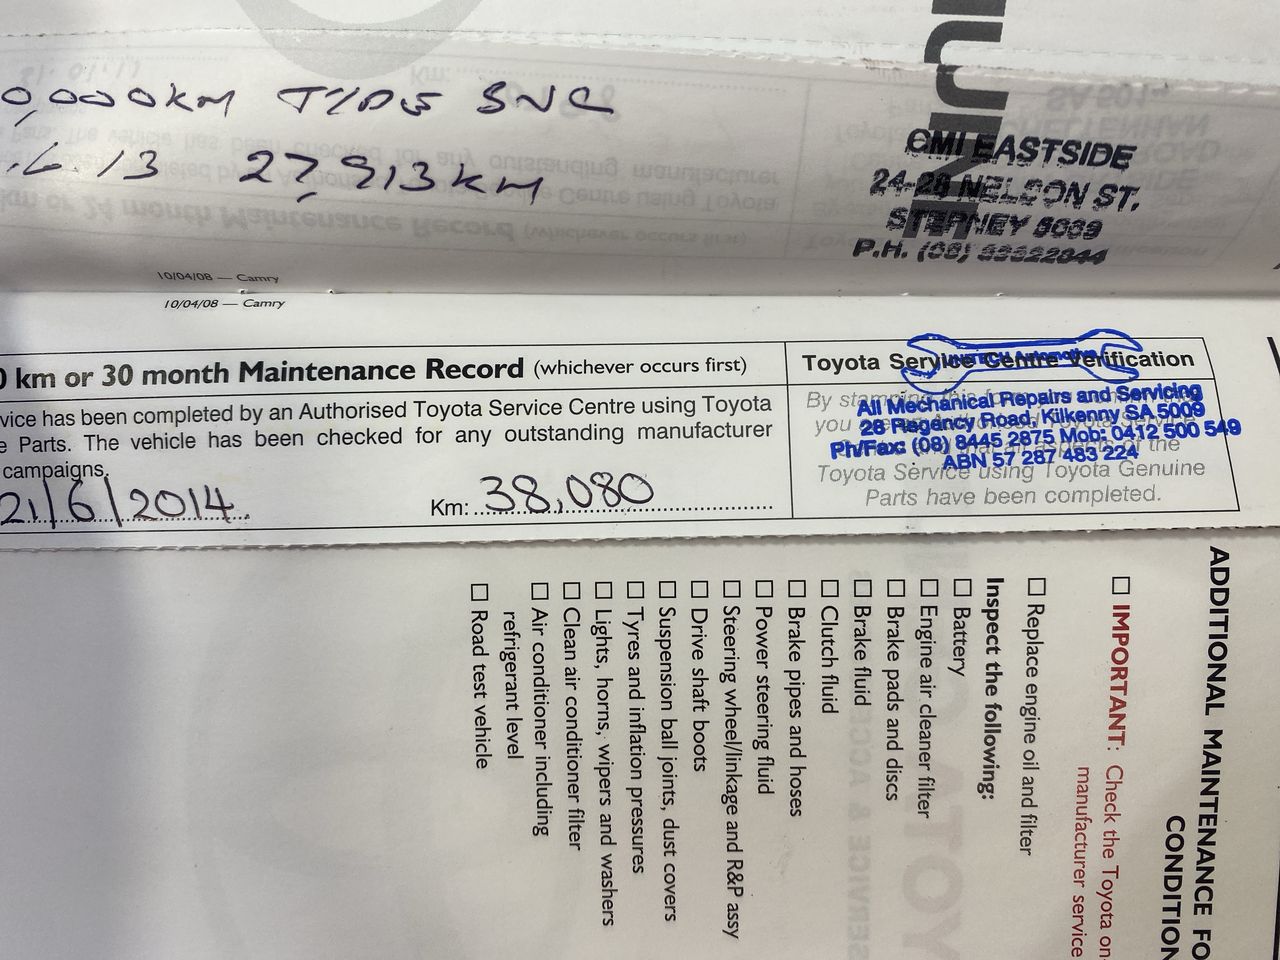 0,000KM TYPE SVC
.6.13 27,913KM
CMI EASTSIDE
24-28 NELSON ST.
STEPNEY 5069
P.H. (08) 83622844
10/04/08 — Camry
10/04/08 — Camry
0 km or 30 month Maintenance Record (whichever occurs first)
vice has been completed by an Authorised Toyota Service Centre using Toyota
e Parts. The vehicle has been checked for any outstanding manufacturer
campaigns.
21/6/2014 Km: 38,080
Toyota Service Centre Verification
By
you
All Mechanical Repairs and Servicing
28 Regency Road, Kilkenny SA 5009
Ph/Fax: (08) 8445 2875 Mob: 0412 500 549
ABN 57 287 483 224
the
Toyota Service using Toyota Genuine
Parts have been completed.
ADDITIONAL MAINTENANCE FO
CONDITION
IMPORTANT: Check the Toyota on-
manufacturer service
Replace engine oil and filter
Inspect the following:
Battery
Engine air cleaner filter
Brake pads and discs
Brake fluid
Clutch fluid
Brake pipes and hoses
Power steering fluid
Steering wheel/linkage and R&P assy
Drive shaft boots
Suspension ball joints, dust covers
Tyres and inflation pressures
Lights, horns, wipers and washers
Clean air conditioner filter
Air conditioner including
refrigerant level
Road test vehicle